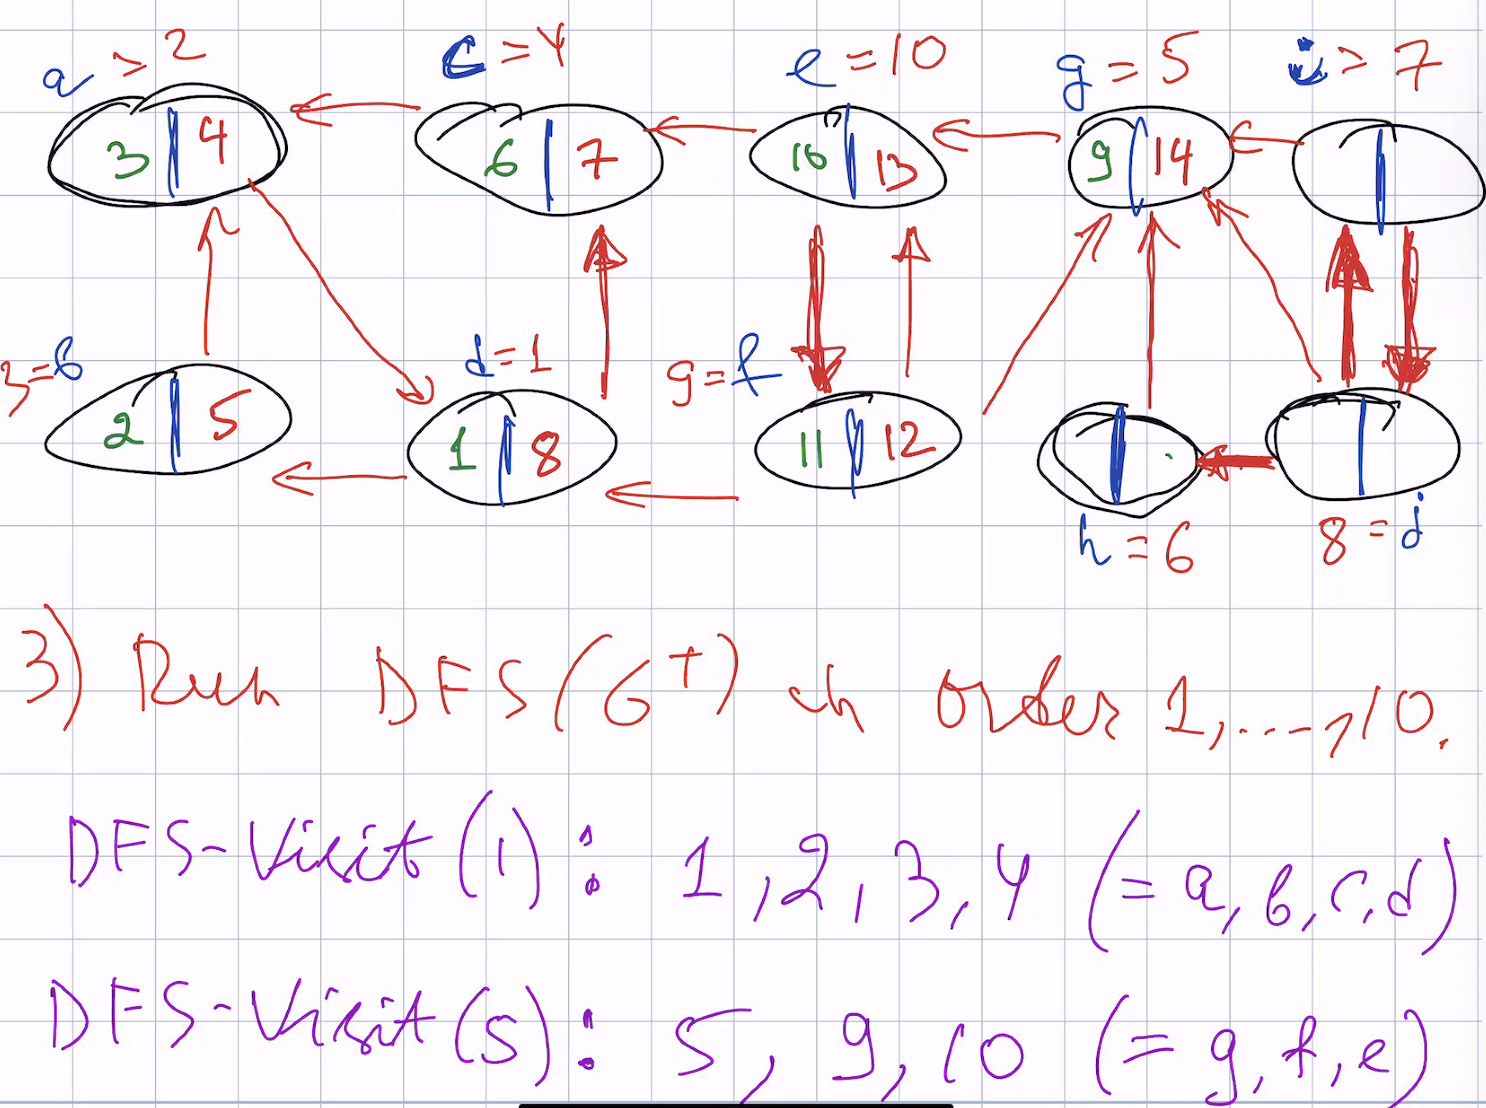 a > 2 c = 4 e = 10 g = 5 i > 7
3 | 4 6 | 7 10 | 13 9 | 14
3 = b d = 1 9 = f
2 | 5 1 | 8 11 | 12
h = 6 8 = j
3) Run DFS(G^T) in order 1,....,10.
DFS-Visit(1): 1, 2, 3, 4 (= a, b, c, d)
DFS-Visit(5): 5, 9, 10 (= g, f, e)